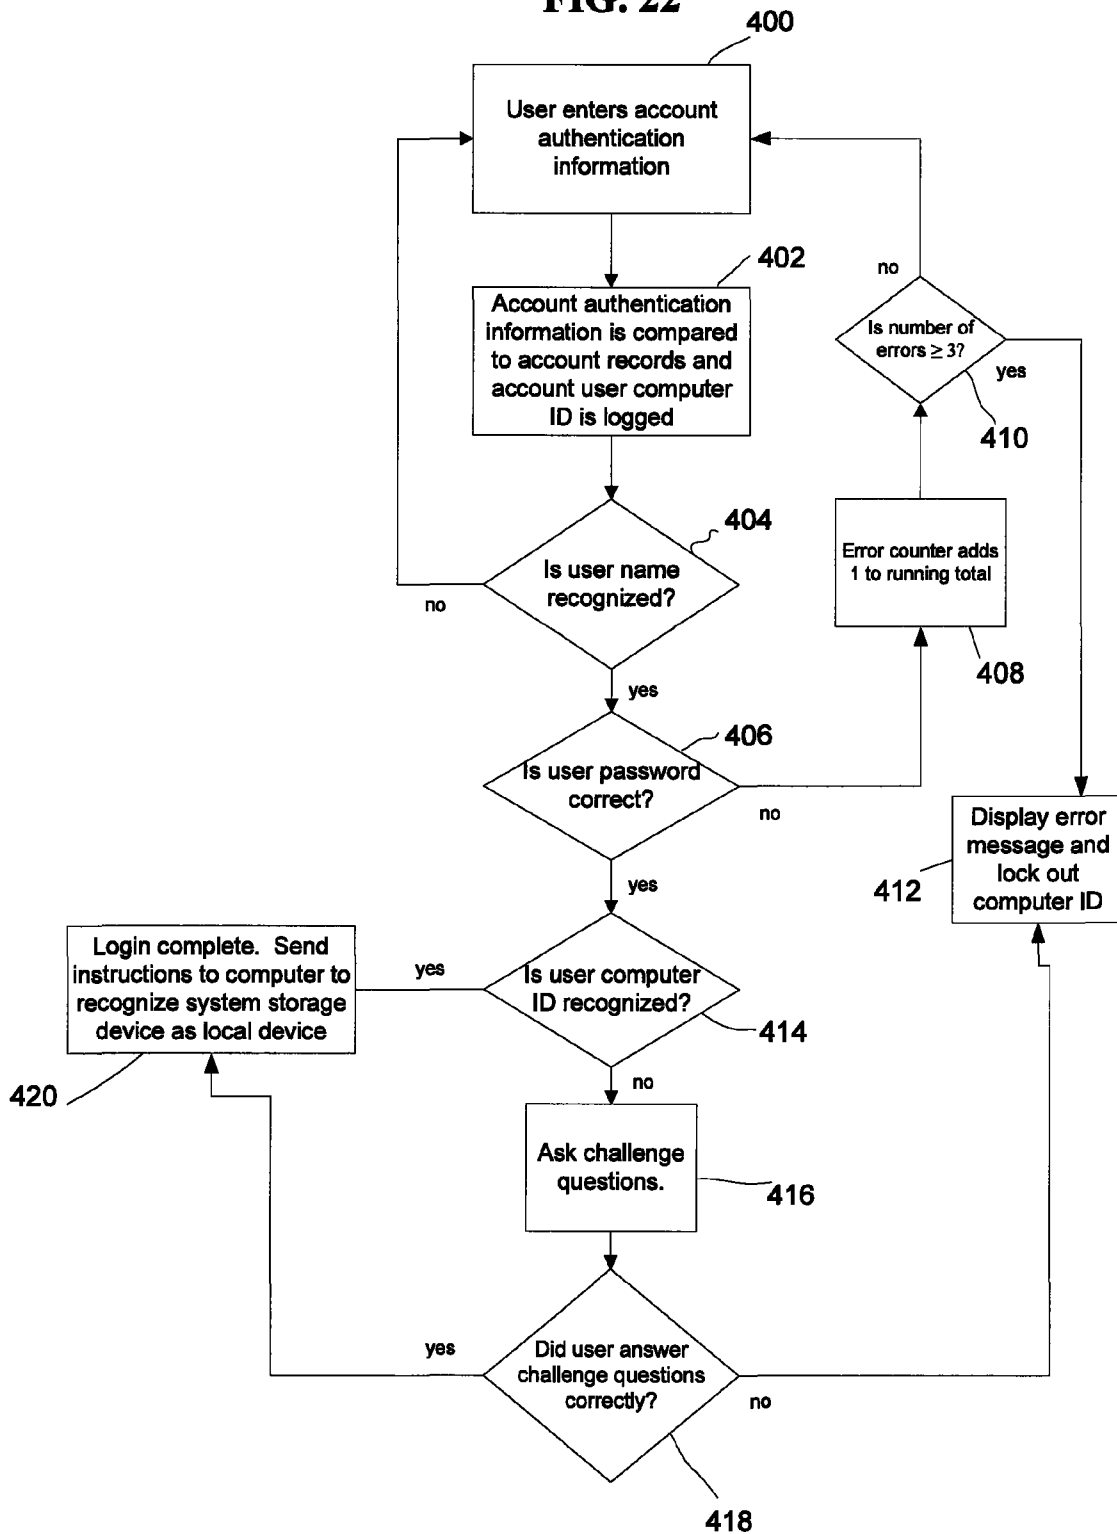 FIG. 22
400
User enters account
authentication
information
402
Account authentication
information is compared
to account records and
account user computer
ID is logged
no
Is number of
errors ≥ 3?
yes
410
404
Is user name
recognized?
no
Error counter adds
1 to running total
408
yes
406
Is user password
correct?
no
Display error
message and
lock out
computer ID
412
yes
Login complete. Send
instructions to computer to
recognize system storage
device as local device
yes
Is user computer
ID recognized?
414
420
no
Ask challenge
questions.
416
yes
Did user answer
challenge questions
correctly?
no
418